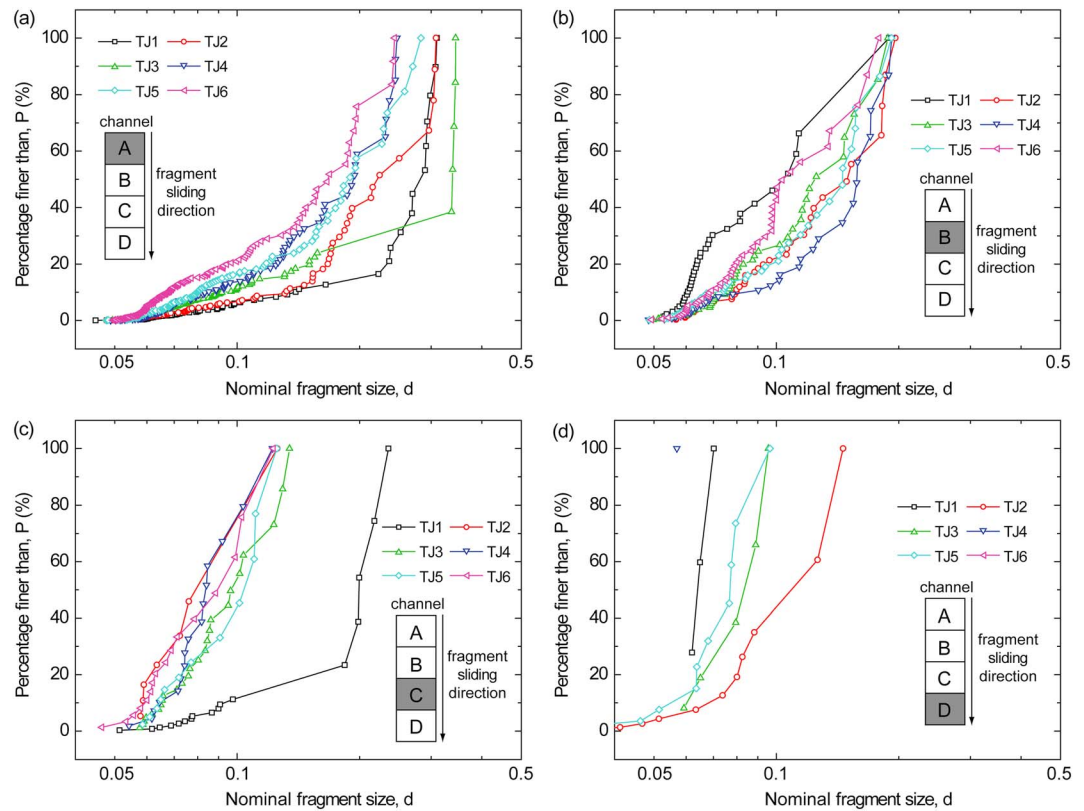 (a)
TJ1 TJ2
TJ3 TJ4
TJ5 TJ6
channel
A
B
C
D
fragment
sliding
direction
Percentage finer than, P (%)
100
80
60
40
20
0
0.05 0.1 0.5
Nominal fragment size, d
(b)
TJ1 TJ2
TJ3 TJ4
TJ5 TJ6
channel
A
B
C
D
fragment
sliding
direction
Percentage finer than, P (%)
100
80
60
40
20
0
0.05 0.1 0.5
Nominal fragment size, d
(c)
TJ1 TJ2
TJ3 TJ4
TJ5 TJ6
channel
A
B
C
D
fragment
sliding
direction
Percentage finer than, P (%)
100
80
60
40
20
0
0.05 0.1 0.5
Nominal fragment size, d
(d)
TJ1 TJ2
TJ3 TJ4
TJ5 TJ6
channel
A
B
C
D
fragment
sliding
direction
Percentage finer than, P (%)
100
80
60
40
20
0
0.05 0.1 0.5
Nominal fragment size, d